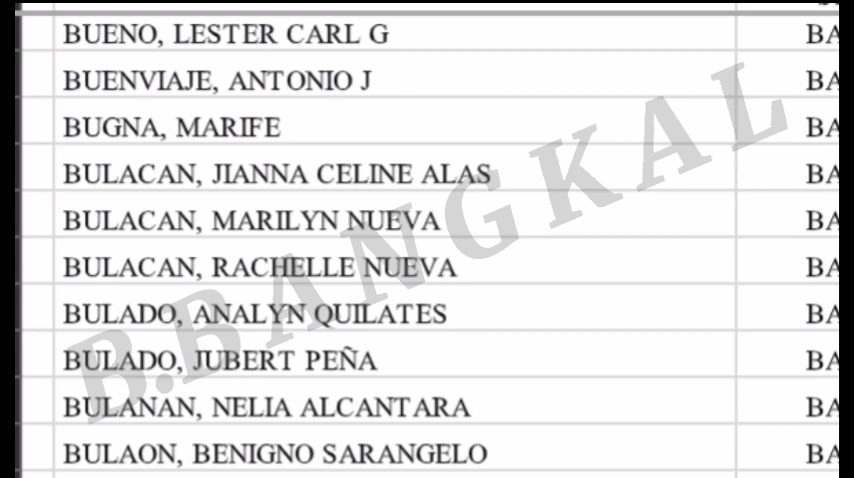 BUENO, LESTER CARL G BA
BUENVIAJE, ANTONIO J BA
BUGNA, MARIFE BA
BULACAN, JIANNA CELINE ALAS BA
BULACAN, MARILYN NUEVA BA
BULACAN, RACHELLE NUEVA BA
BULADO, ANALYN QUILATES BA
BULADO, JUBERT PEÑA BA
BULANAN, NELIA ALCANTARA BA
BULAON, BENIGNO SARANGELO BA
B.BANGKAL